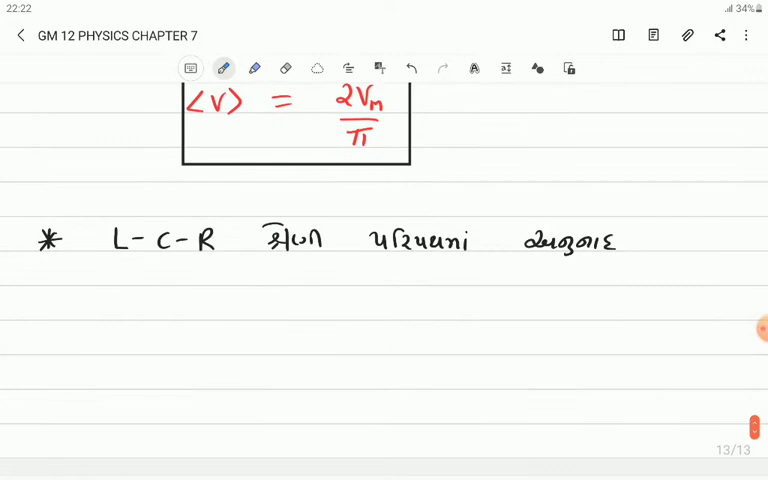 22:22
34%
GM 12 PHYSICS CHAPTER 7
<v> = 2Vm
π
* L - C - R શ્રેણી પરિપથમાં અનુનાદ
13/13